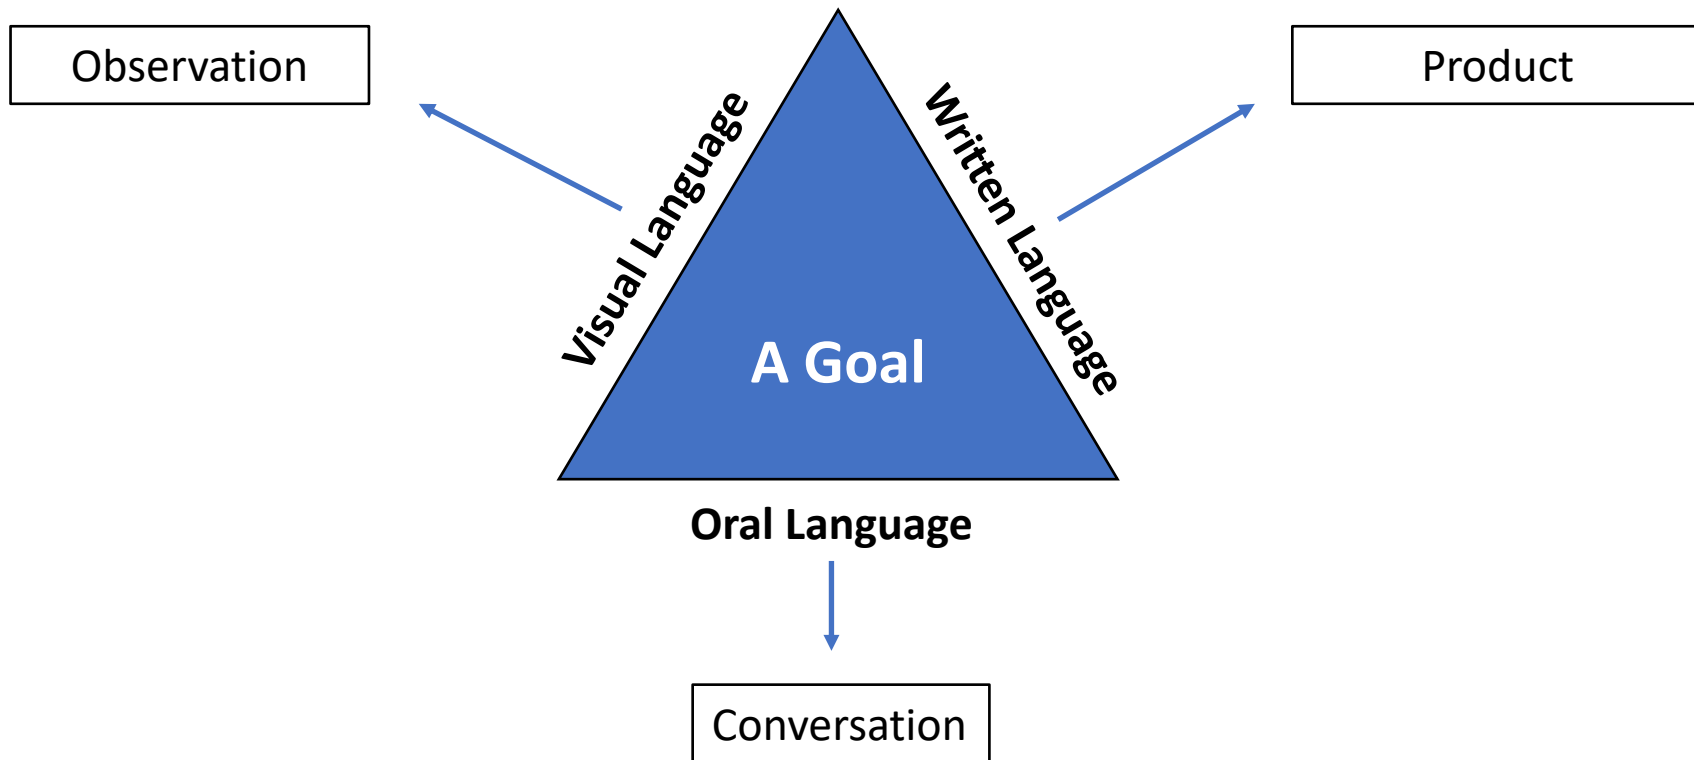 Observation
Product
Visual Language
Written Language
A Goal
Oral Language
Conversation